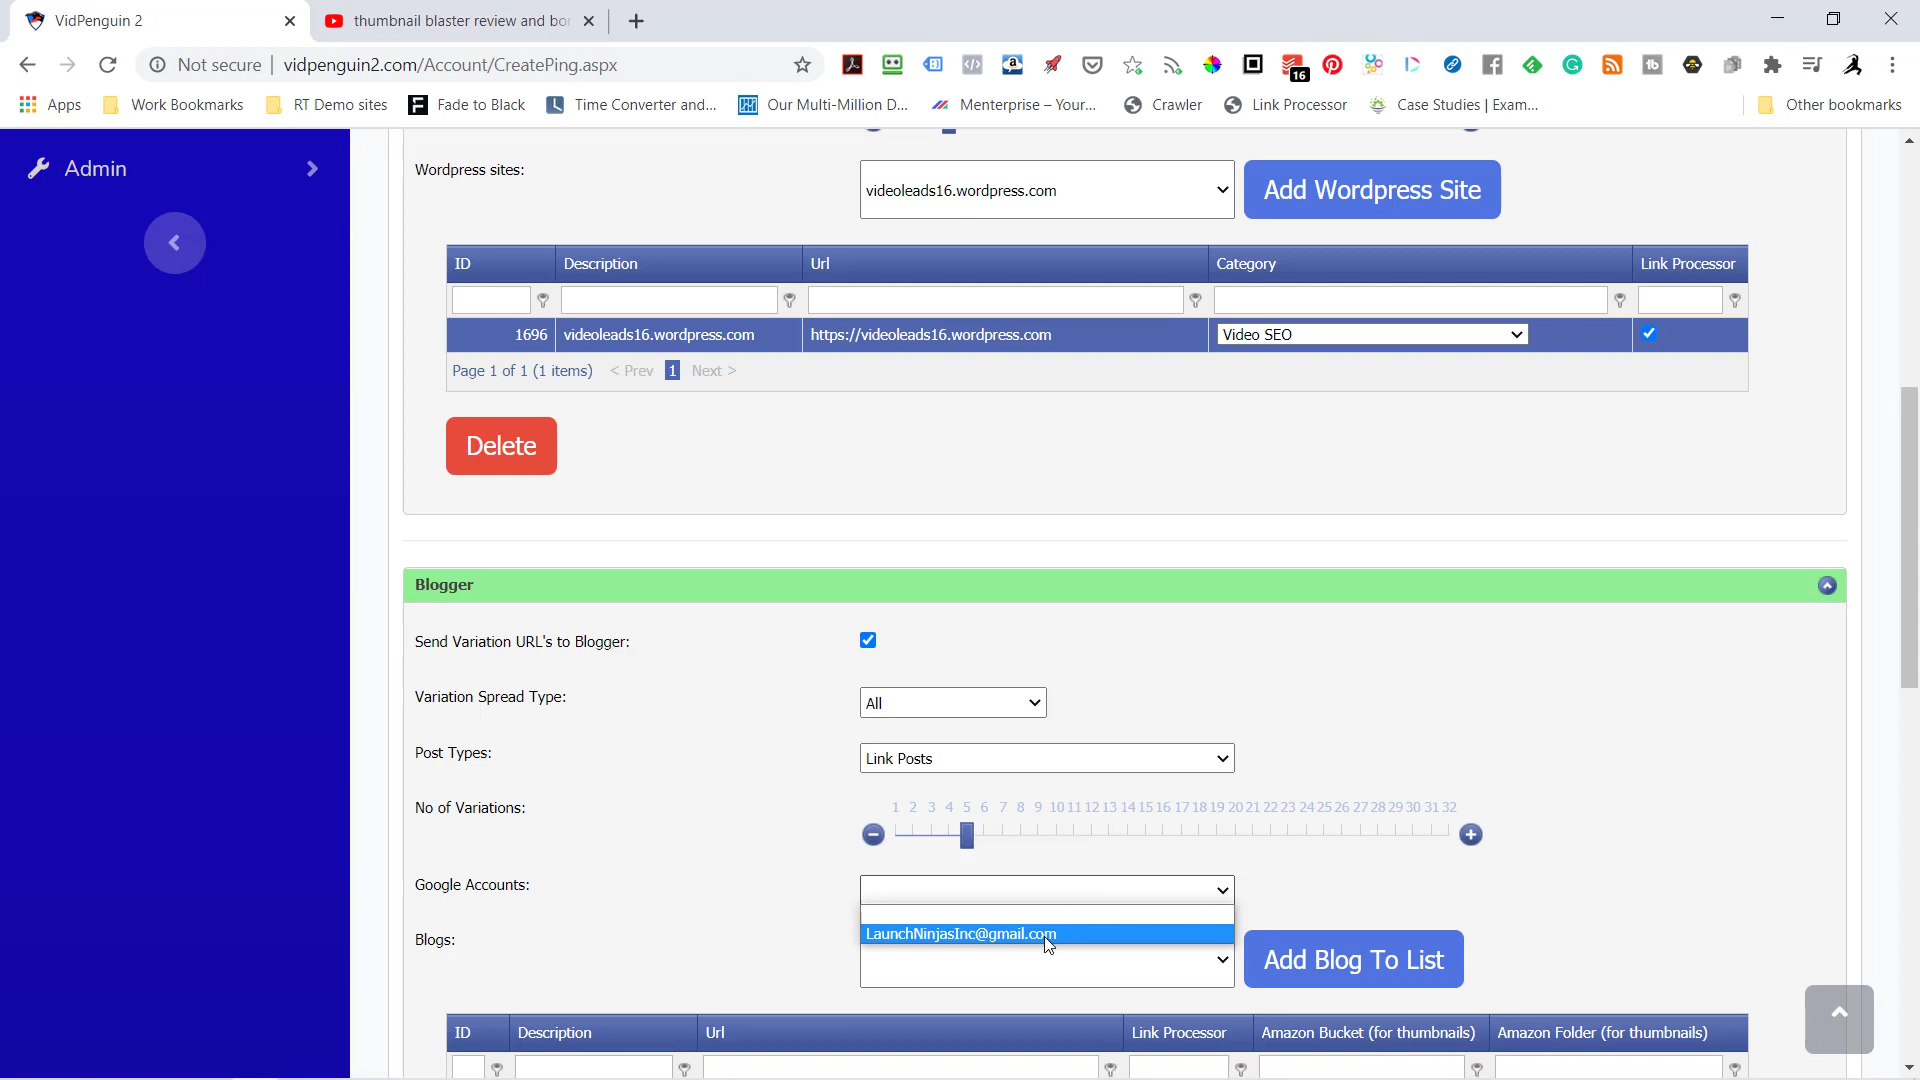 VidPenguin 2
thumbnail blaster review and bor
Not secure | vidpenguin2.com/Account/CreatePing.aspx
16
Apps
Work Bookmarks
RT Demo sites
Fade to Black
Time Converter and...
Our Multi-Million D...
Menterprise – Your...
Crawler
Link Processor
Case Studies | Exam...
Other bookmarks
Admin
Wordpress sites:
videoleads16.wordpress.com
Add Wordpress Site
ID Description Url Category Link Processor
1696 videoleads16.wordpress.com https://videoleads16.wordpress.com Video SEO
Page 1 of 1 (1 items) < Prev 1 Next >
Delete
Blogger
Send Variation URL's to Blogger:
Variation Spread Type: All
Post Types: Link Posts
No of Variations: 1 2 3 4 5 6 7 8 9 10 11 12 13 14 15 16 17 18 19 20 21 22 23 24 25 26 27 28 29 30 31 32
Google Accounts:
LaunchNinjasInc@gmail.com
Blogs:
Add Blog To List
ID Description Url Link Processor Amazon Bucket (for thumbnails) Amazon Folder (for thumbnails)